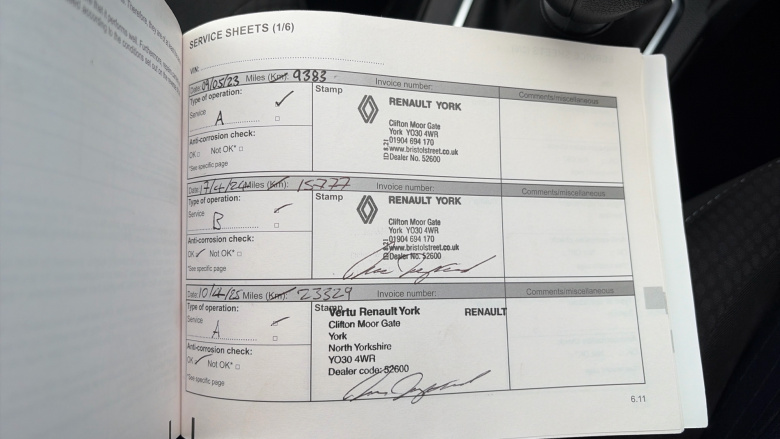 SERVICE SHEETS (1/6)
VIN:
Date: 09/05/23 Miles (Km): 9383 Invoice number:
Comments/miscellaneous
Type of operation:
Service A
Anti-corrosion check:
OK □ Not OK* □
*See specific page
Stamp
RENAULT YORK
Clifton Moor Gate
York YO30 4WR
01904 694 170
www.bristolstreet.co.uk
Dealer No. 52600
Date: 17/4/24 Miles (Km): 15777 Invoice number:
Comments/miscellaneous
Type of operation:
Service B
Anti-corrosion check:
OK ✓ Not OK* □
*See specific page
Stamp
RENAULT YORK
Clifton Moor Gate
York YO30 4WR
01904 694 170
www.bristolstreet.co.uk
Dealer No. 52600
Date: 10/4/25 Miles (Km): 23329 Invoice number:
Comments/miscellaneous
Type of operation:
Service A
Anti-corrosion check:
OK ✓ Not OK* □
*See specific page
Stamp
Vertu Renault York RENAULT
Clifton Moor Gate
York
North Yorkshire
YO30 4WR
Dealer code: 52600
6.11